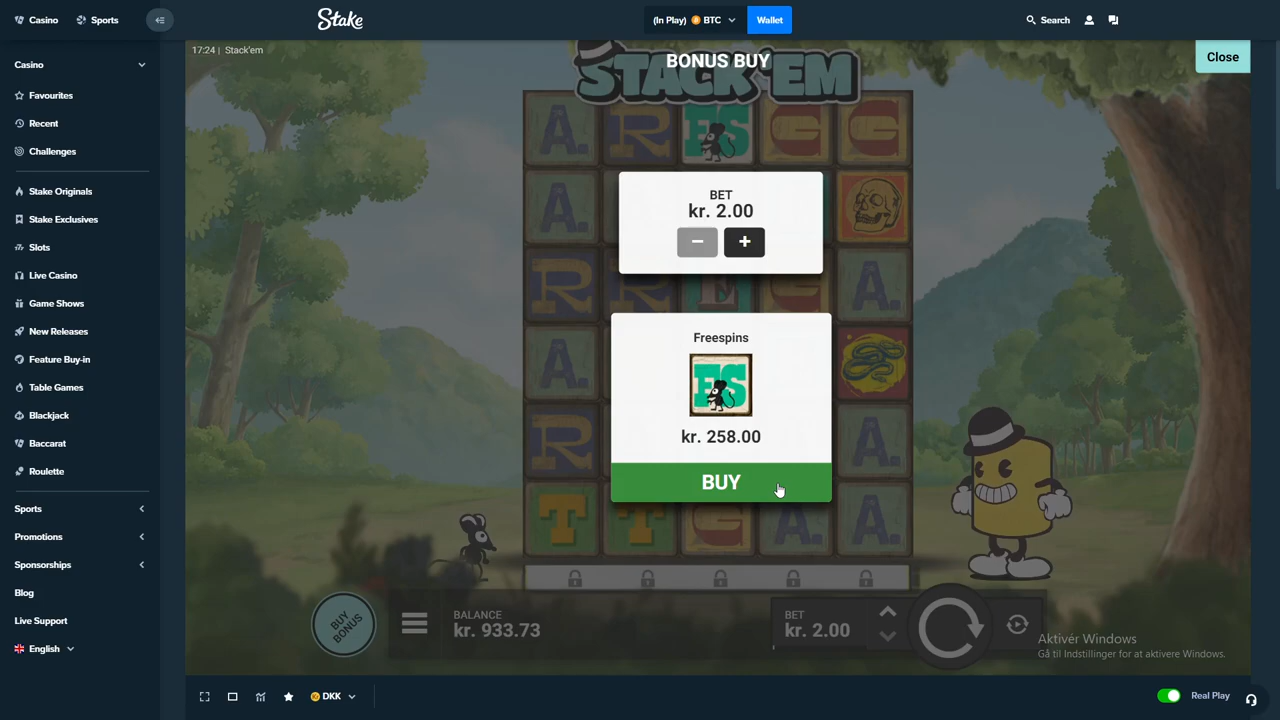 Casino
Sports
Stake
(In Play) BTC
Wallet
Search
17:24 | Stack'em
BONUS BUY
Close
STACK'EM
Casino
Favourites
Recent
Challenges
Stake Originals
Stake Exclusives
Slots
Live Casino
Game Shows
New Releases
Feature Buy-in
Table Games
Blackjack
Baccarat
Roulette
Sports
Promotions
Sponsorships
Blog
Live Support
English
A. R FS C C
A.
BET
kr. 2.00
− +
R R E C A.
Freespins
FS
kr. 258.00
BUY
A.
R A.
T T C A. A.
BUY BONUS
BALANCE
kr. 933.73
BET
kr. 2.00
Aktivér Windows
Gå til Indstillinger for at aktivere Windows.
DKK
Real Play